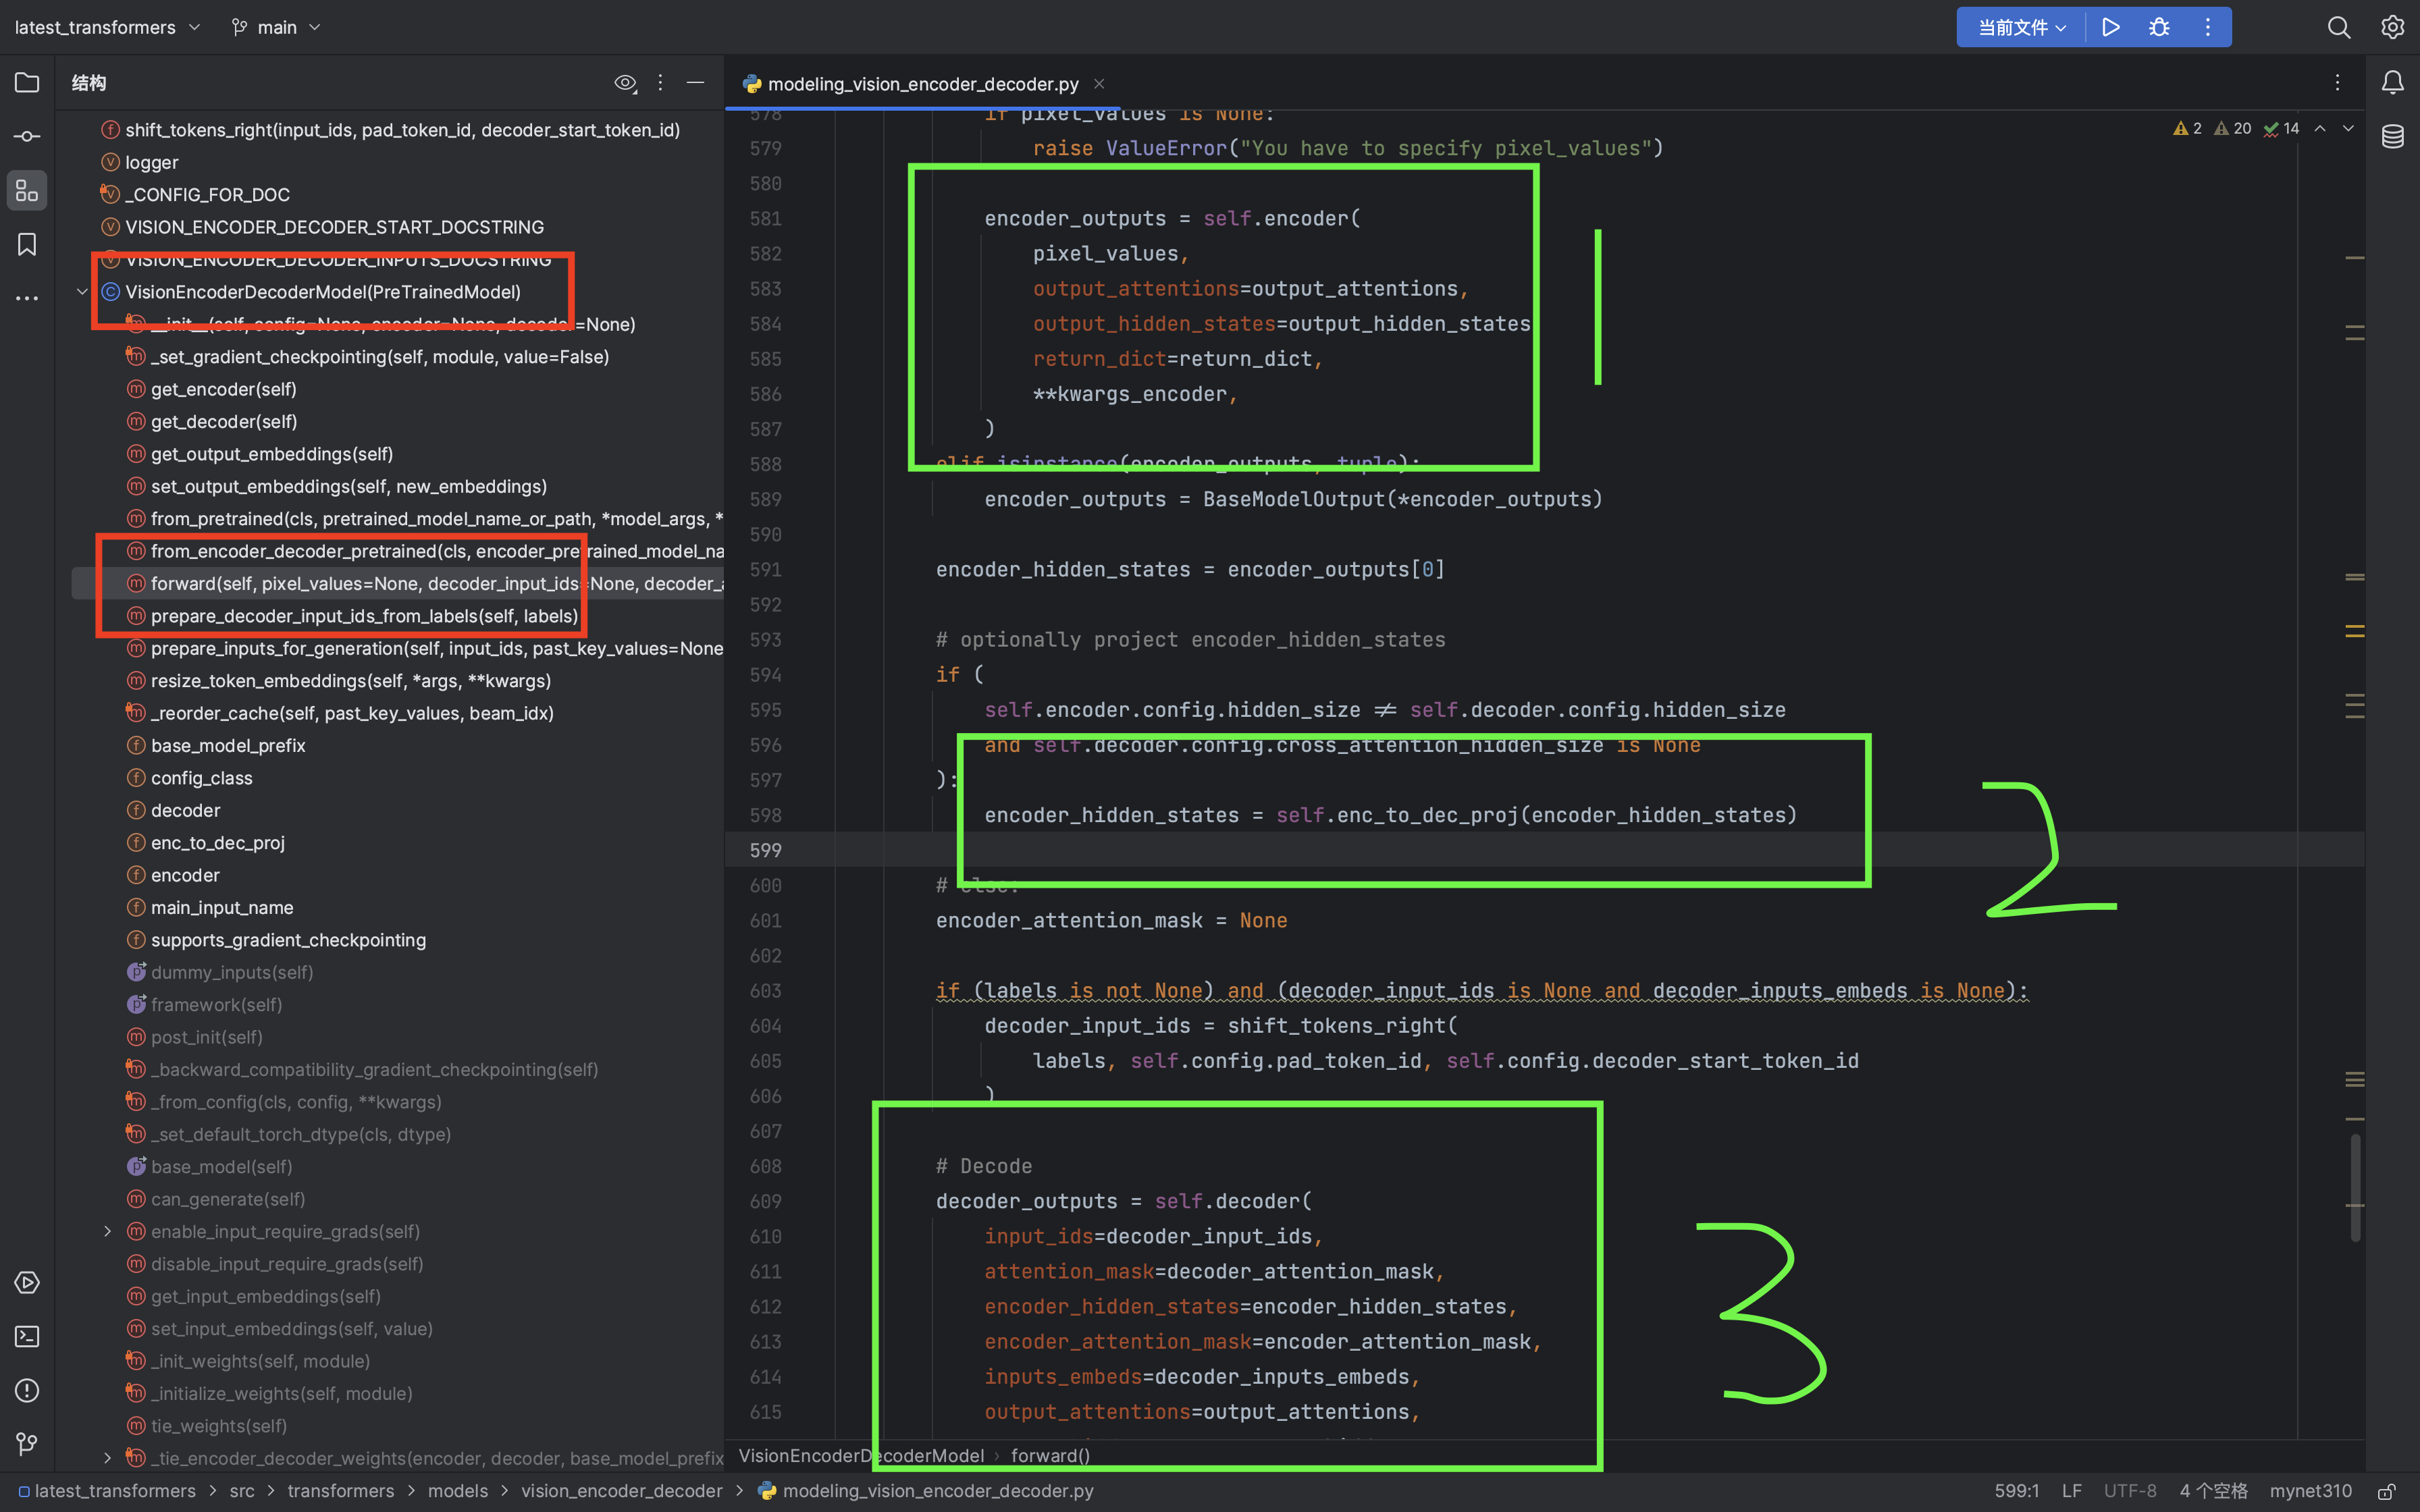 latest_transformers main 当前文件
结构
modeling_vision_encoder_decoder.py
shift_tokens_right(input_ids, pad_token_id, decoder_start_token_id)
logger
_CONFIG_FOR_DOC
VISION_ENCODER_DECODER_START_DOCSTRING
VISION_ENCODER_DECODER_INPUTS_DOCSTRING
VisionEncoderDecoderModel(PreTrainedModel)
__init__(self, config=None, encoder=None, decoder=None)
_set_gradient_checkpointing(self, module, value=False)
get_encoder(self)
get_decoder(self)
get_output_embeddings(self)
set_output_embeddings(self, new_embeddings)
from_pretrained(cls, pretrained_model_name_or_path, *model_args, *
from_encoder_decoder_pretrained(cls, encoder_pretrained_model_na
forward(self, pixel_values=None, decoder_input_ids=None, decoder_a
prepare_decoder_input_ids_from_labels(self, labels)
prepare_inputs_for_generation(self, input_ids, past_key_values=None
resize_token_embeddings(self, *args, **kwargs)
_reorder_cache(self, past_key_values, beam_idx)
base_model_prefix
config_class
decoder
enc_to_dec_proj
encoder
main_input_name
supports_gradient_checkpointing
dummy_inputs(self)
framework(self)
post_init(self)
_backward_compatibility_gradient_checkpointing(self)
_from_config(cls, config, **kwargs)
_set_default_torch_dtype(cls, dtype)
base_model(self)
can_generate(self)
enable_input_require_grads(self)
disable_input_require_grads(self)
get_input_embeddings(self)
set_input_embeddings(self, value)
_init_weights(self, module)
_initialize_weights(self, module)
tie_weights(self)
_tie_encoder_decoder_weights(encoder, decoder, base_model_prefix
2 20 14
578 if pixel_values is None:
579 raise ValueError("You have to specify pixel_values")
580
581 encoder_outputs = self.encoder(
582 pixel_values,
583 output_attentions=output_attentions,
584 output_hidden_states=output_hidden_states
585 return_dict=return_dict,
586 **kwargs_encoder,
587 )
588 elif isinstance(encoder_outputs, tuple):
589 encoder_outputs = BaseModelOutput(*encoder_outputs)
590
591 encoder_hidden_states = encoder_outputs[0]
592
593 # optionally project encoder_hidden_states
594 if (
595 self.encoder.config.hidden_size != self.decoder.config.hidden_size
596 and self.decoder.config.cross_attention_hidden_size is None
597 ):
598 encoder_hidden_states = self.enc_to_dec_proj(encoder_hidden_states)
599
600 # else:
601 encoder_attention_mask = None
602
603 if (labels is not None) and (decoder_input_ids is None and decoder_inputs_embeds is None):
604 decoder_input_ids = shift_tokens_right(
605 labels, self.config.pad_token_id, self.config.decoder_start_token_id
606 )
607
608 # Decode
609 decoder_outputs = self.decoder(
610 input_ids=decoder_input_ids,
611 attention_mask=decoder_attention_mask,
612 encoder_hidden_states=encoder_hidden_states,
613 encoder_attention_mask=encoder_attention_mask,
614 inputs_embeds=decoder_inputs_embeds,
615 output_attentions=output_attentions,
1
2
3
VisionEncoderDecoderModel › forward()
latest_transformers > src > transformers > models > vision_encoder_decoder > modeling_vision_encoder_decoder.py 599:1 LF UTF-8 4 个空格 mynet310